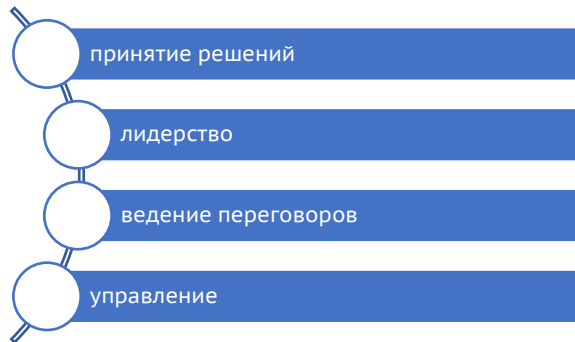 принятие решений
лидерство
ведение переговоров
управление